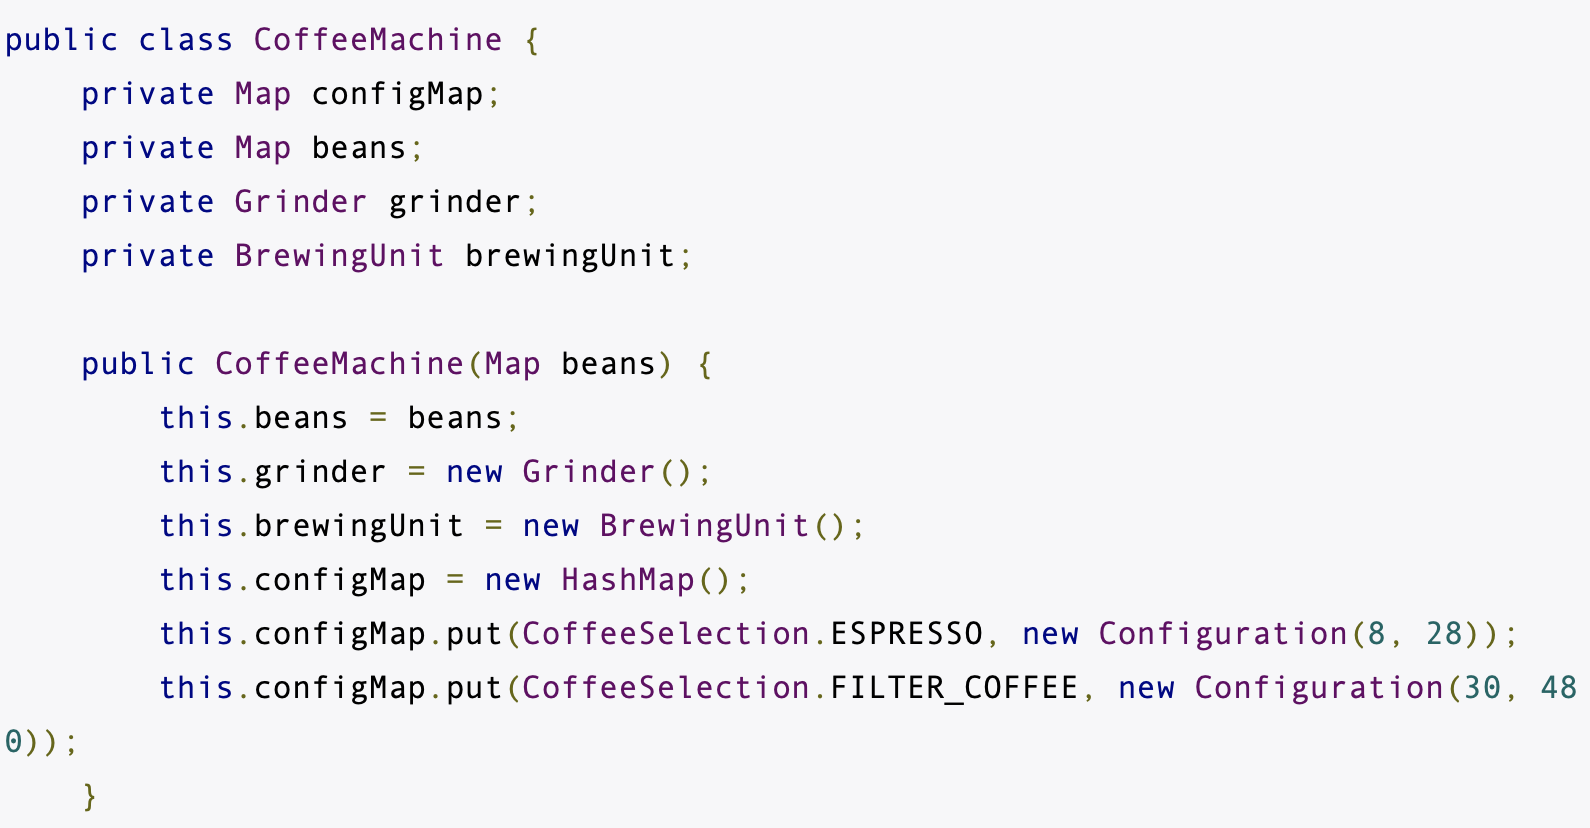 public class CoffeeMachine {
    private Map configMap;
    private Map beans;
    private Grinder grinder;
    private BrewingUnit brewingUnit;

    public CoffeeMachine(Map beans) {
        this.beans = beans;
        this.grinder = new Grinder();
        this.brewingUnit = new BrewingUnit();
        this.configMap = new HashMap();
        this.configMap.put(CoffeeSelection.ESPRESSO, new Configuration(8, 28));
        this.configMap.put(CoffeeSelection.FILTER_COFFEE, new Configuration(30, 48
0));
    }